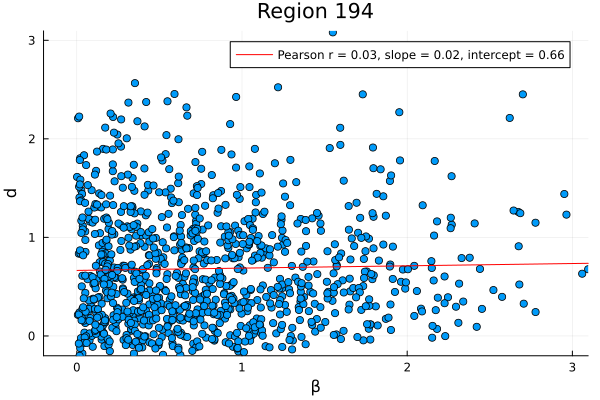 Region 194
Pearson r = 0.03, slope = 0.02, intercept = 0.66
3
2
1
0
d
0 1 2 3
β